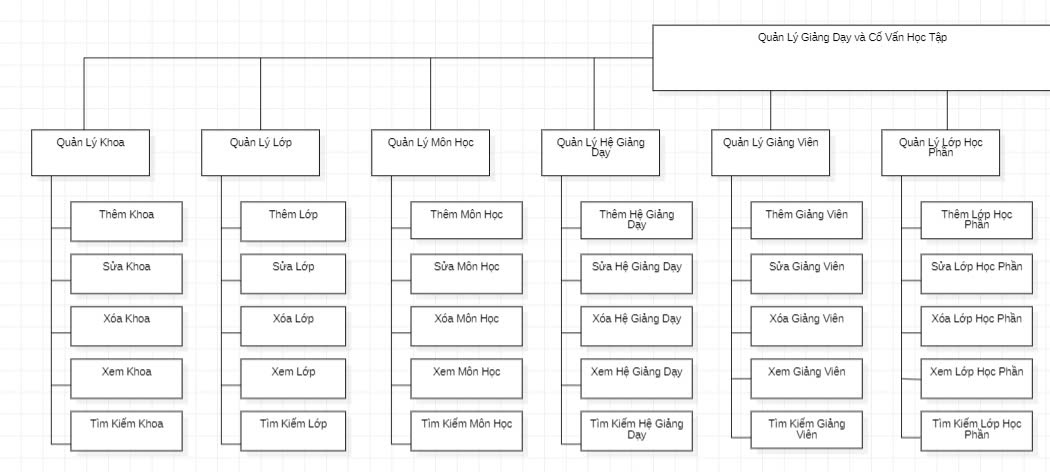 Quản Lý Giảng Dạy và Cố Vấn Học Tập
Quản Lý Khoa
Quản Lý Lớp
Quản Lý Môn Học
Quản Lý Hệ Giảng
Dạy
Quản Lý Giảng Viên
Quản Lý Lớp Học
Phần
Thêm Khoa
Thêm Lớp
Thêm Môn Học
Thêm Hệ Giảng
Dạy
Thêm Giảng Viên
Thêm Lớp Học
Phần
Sửa Khoa
Sửa Lớp
Sửa Môn Học
Sửa Hệ Giảng Dạy
Sửa Giảng Viên
Sửa Lớp Học Phần
Xóa Khoa
Xóa Lớp
Xóa Môn Học
Xóa Hệ Giảng Dạy
Xóa Giảng Viên
Xóa Lớp Học Phần
Xem Khoa
Xem Lớp
Xem Môn Học
Xem Hệ Giảng Dạy
Xem Giảng Viên
Xem Lớp Học Phần
Tìm Kiếm Khoa
Tìm Kiếm Lớp
Tìm Kiếm Môn Học
Tìm Kiếm Hệ Giảng
Dạy
Tìm Kiếm Giảng
Viên
Tìm Kiếm Lớp Học
Phần